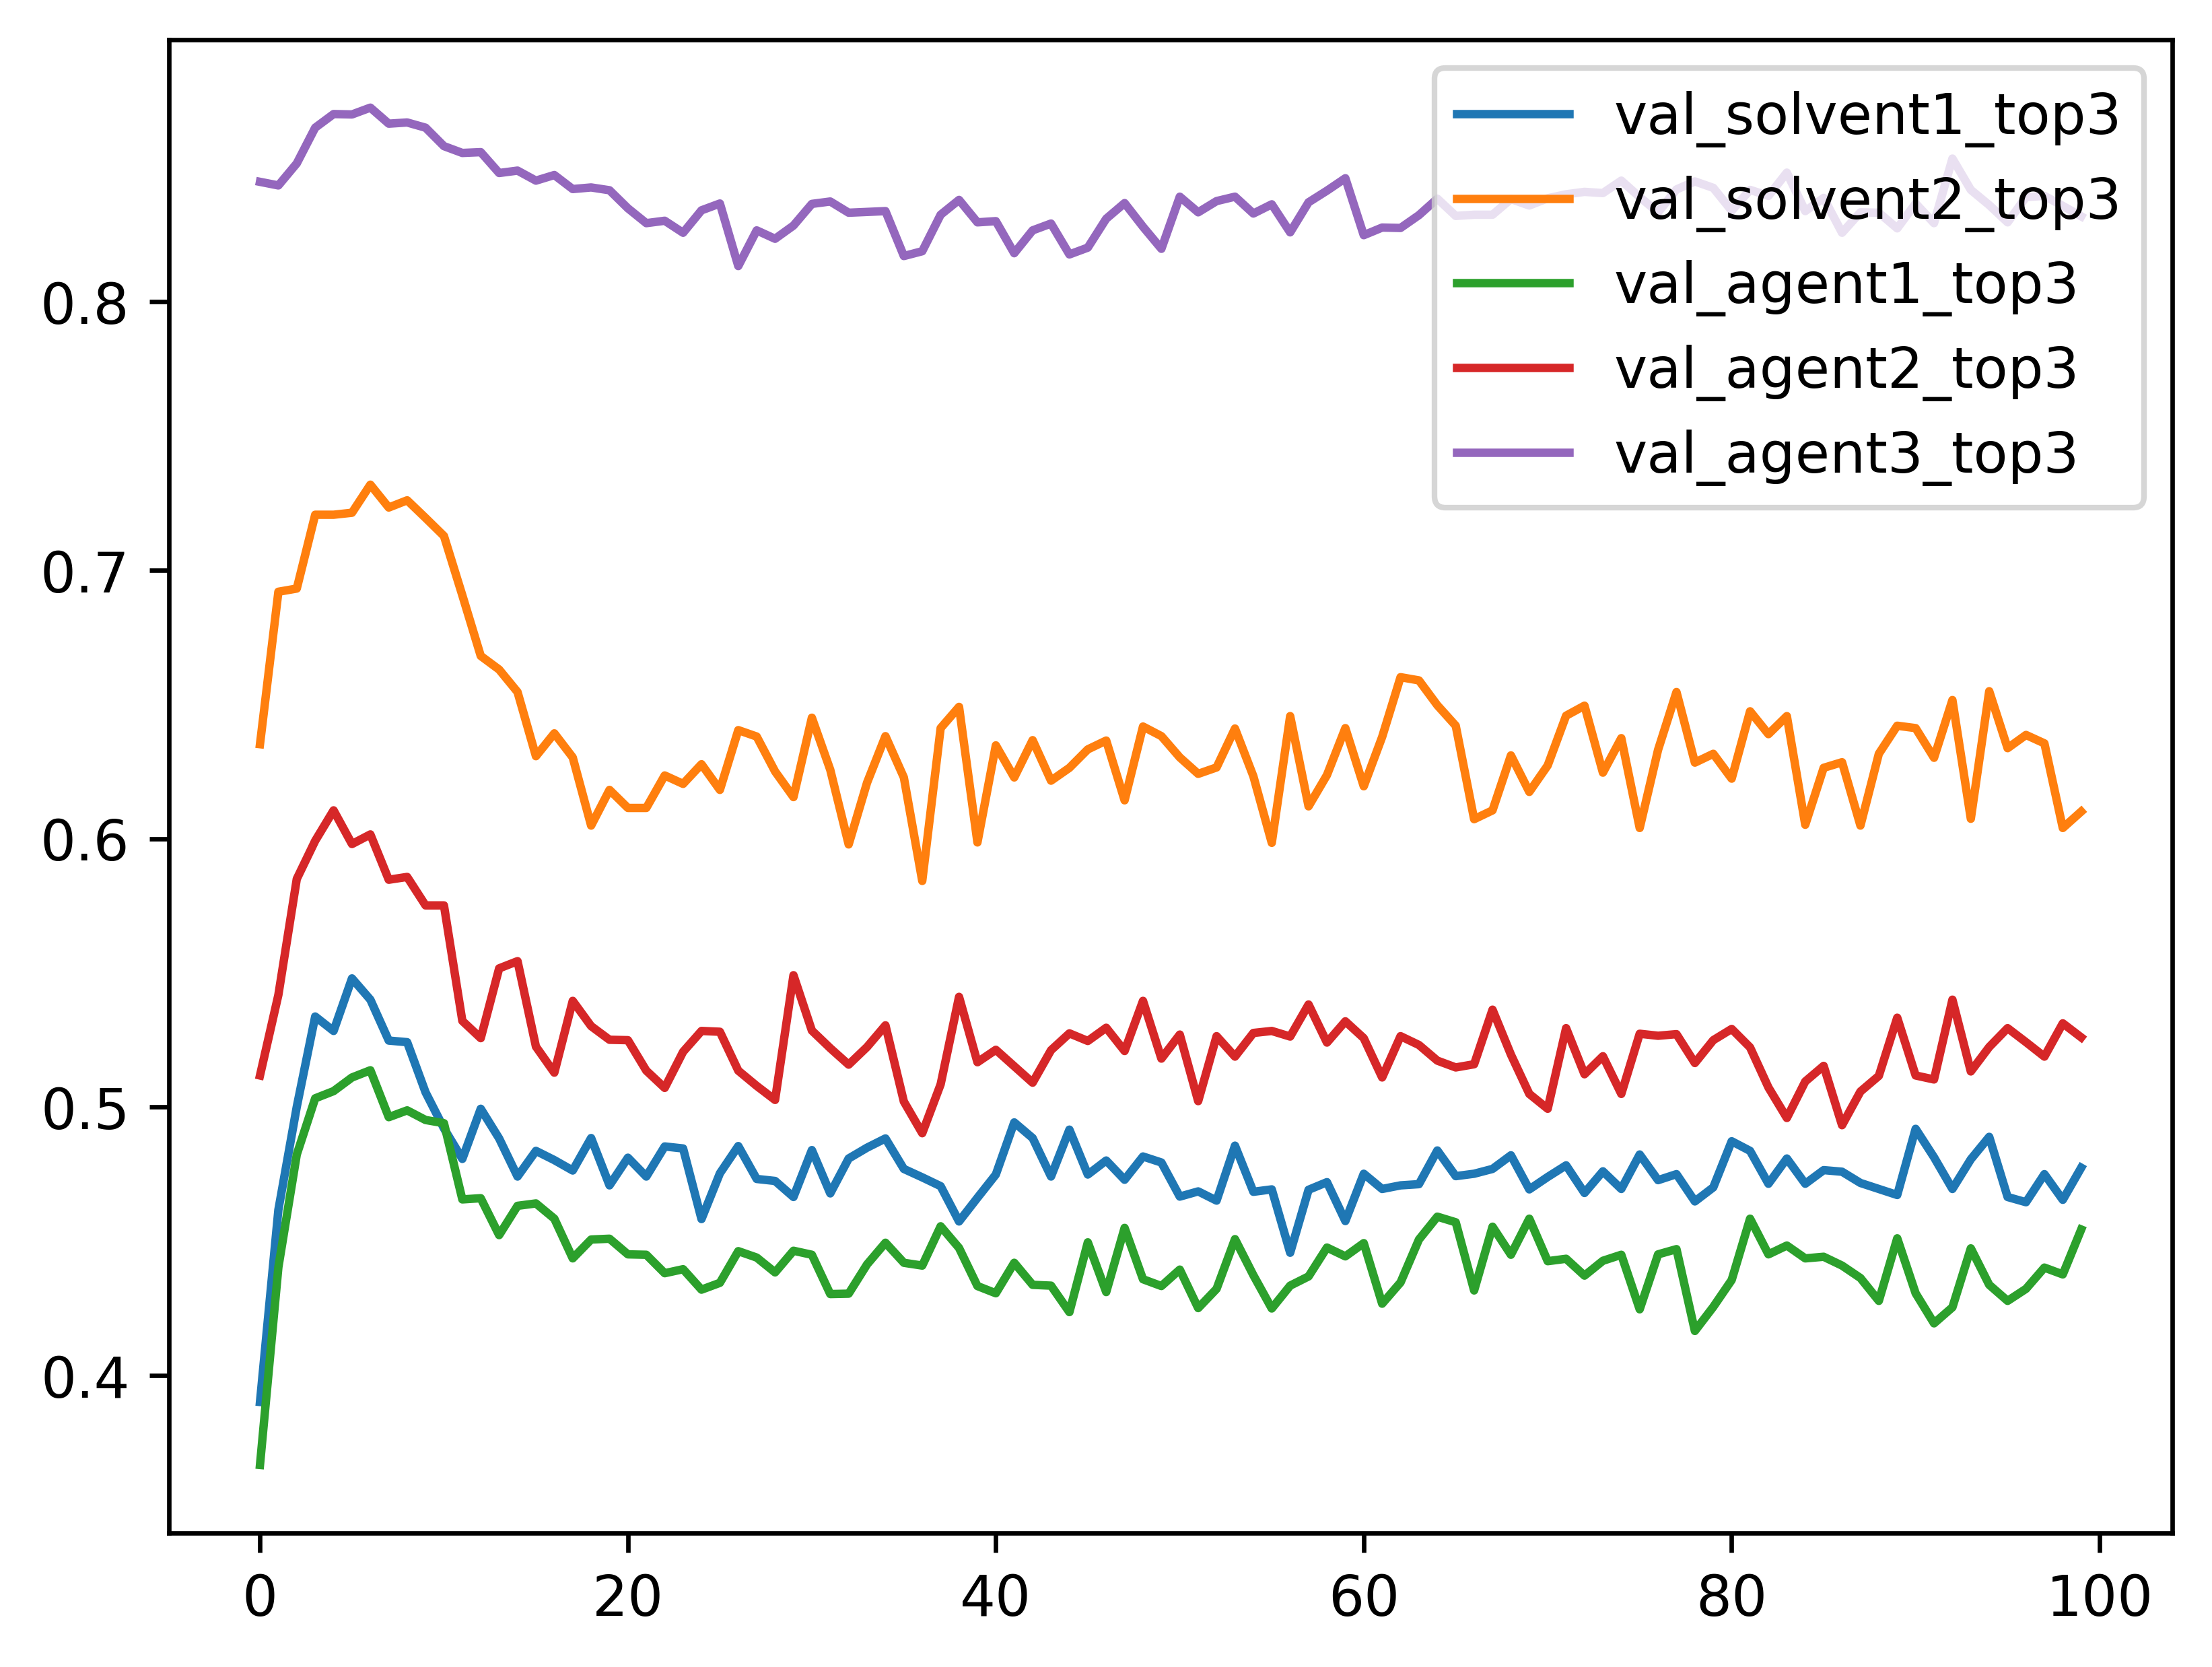 val_solvent1_top3
val_solvent2_top3
val_agent1_top3
val_agent2_top3
val_agent3_top3
0.8
0.7
0.6
0.5
0.4
0 20 40 60 80 100